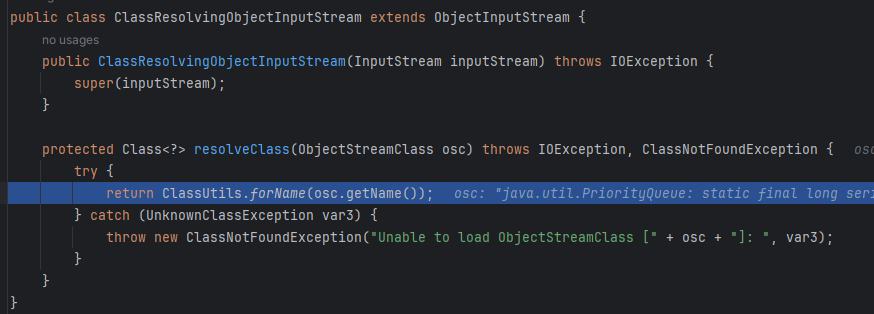 public class ClassResolvingObjectInputStream extends ObjectInputStream {
no usages
public ClassResolvingObjectInputStream(InputStream inputStream) throws IOException {
super(inputStream);
}
protected Class<?> resolveClass(ObjectStreamClass osc) throws IOException, ClassNotFoundException { osc
try {
return ClassUtils.forName(osc.getName()); osc: "java.util.PriorityQueue: static final long seri
} catch (UnknownClassException var3) {
throw new ClassNotFoundException("Unable to load ObjectStreamClass [" + osc + "]: ", var3);
}
}
}